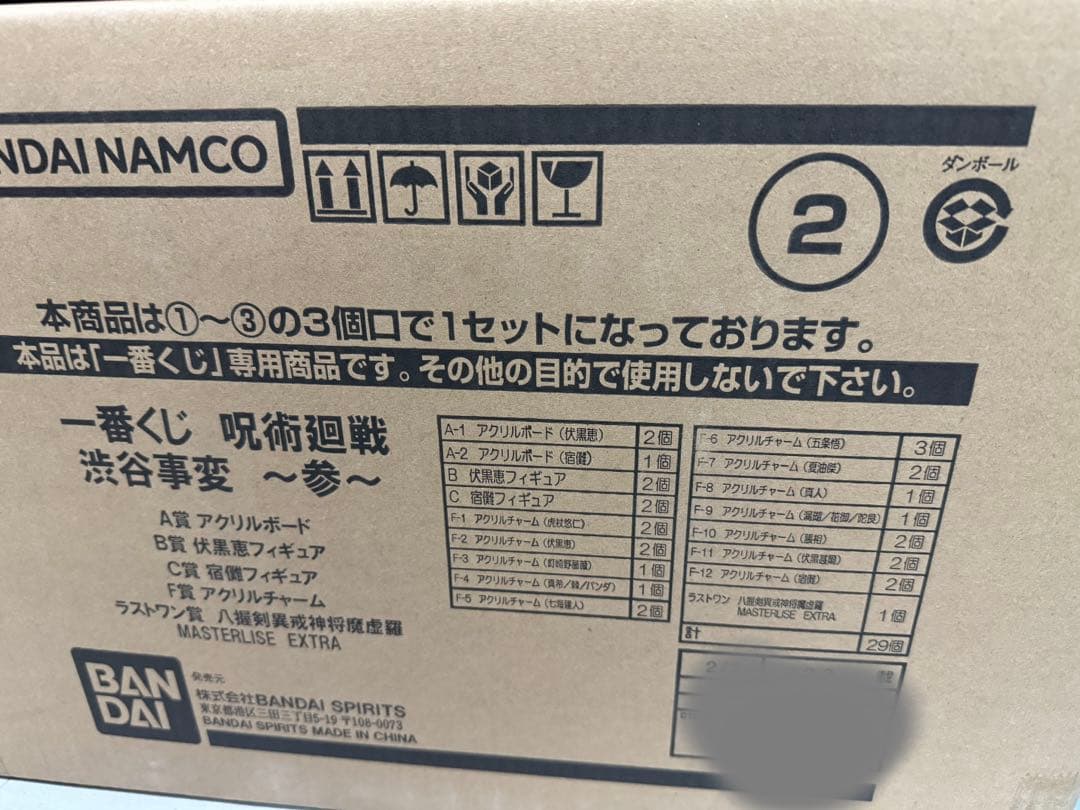 NDAI NAMCO
2
ダンボール
本商品は①～③の3個口で1セットになっております。
本品は「一番くじ」専用商品です。その他の目的で使用しないで下さい。
一番くじ 呪術廻戦
渋谷事変 ～参～
A賞 アクリルボード
B賞 伏黒恵フィギュア
C賞 宿儺フィギュア
F賞 アクリルチャーム
ラストワン賞 八握剣異戒神将魔虚羅
MASTERLISE EXTRA
A-1 アクリルボード（伏黒恵） 2個
A-2 アクリルボード（宿儺） 1個
B 伏黒恵フィギュア 2個
C 宿儺フィギュア 2個
F-1 アクリルチャーム（虎杖悠仁） 2個
F-2 アクリルチャーム（伏黒恵） 2個
F-3 アクリルチャーム（釘崎野薔薇） 1個
F-4 アクリルチャーム（真希／棘／パンダ） 1個
F-5 アクリルチャーム（七海建人） 2個
F-6 アクリルチャーム（五条悟） 3個
F-7 アクリルチャーム（夏油傑） 2個
F-8 アクリルチャーム（真人） 1個
F-9 アクリルチャーム（漏瑚／花御／陀艮） 1個
F-10 アクリルチャーム（脹相） 2個
F-11 アクリルチャーム（伏黒甚爾） 2個
F-12 アクリルチャーム（宿儺） 2個
ラストワン 八握剣異戒神将魔虚羅
MASTERLISE EXTRA 1個
計 29個
2
BAN
DAI
発売元
株式会社BANDAI SPIRITS
東京都港区三田三丁目5-19 〒108-0073
BANDAI SPIRITS MADE IN CHINA